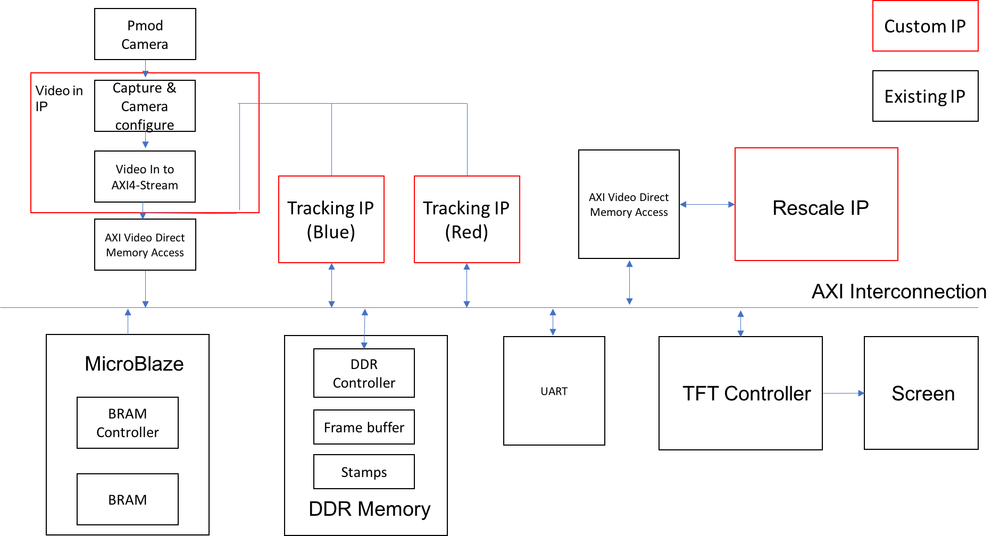 Pmod
Camera
Custom IP
Existing IP
Video in
IP
Capture &
Camera
configure
Video In to
AXI4-Stream
AXI Video Direct
Memory Access
Tracking IP
(Blue)
Tracking IP
(Red)
AXI Video Direct
Memory Access
Rescale IP
AXI Interconnection
MicroBlaze
BRAM
Controller
BRAM
DDR
Controller
Frame buffer
Stamps
DDR Memory
UART
TFT Controller
Screen